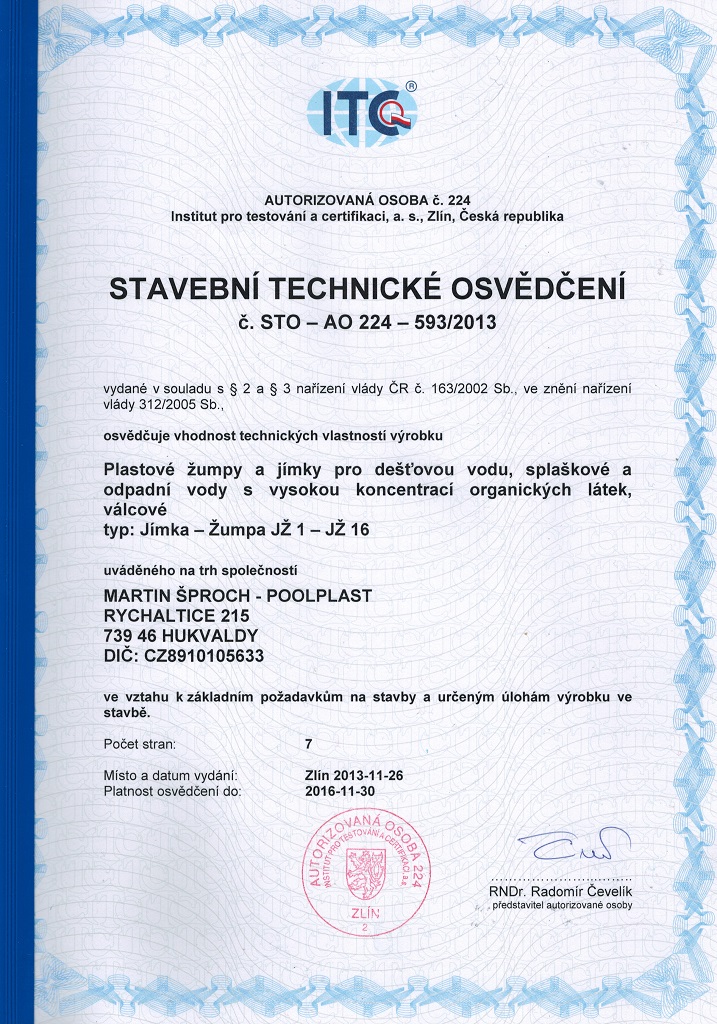 ITC ®
AUTORIZOVANÁ OSOBA č. 224
Institut pro testování a certifikaci, a. s., Zlín, Česká republika
STAVEBNÍ TECHNICKÉ OSVĚDČENÍ
č. STO – AO 224 – 593/2013
vydané v souladu s § 2 a § 3 nařízení vlády ČR č. 163/2002 Sb., ve znění nařízení
vlády 312/2005 Sb.,
osvědčuje vhodnost technických vlastností výrobku
Plastové žumpy a jímky pro dešťovou vodu, splaškové a
odpadní vody s vysokou koncentrací organických látek,
válcové
typ: Jímka – Žumpa JŽ 1 – JŽ 16
uváděného na trh společností
MARTIN ŠPROCH - POOLPLAST
RYCHALTICE 215
739 46 HUKVALDY
DIČ: CZ8910105633
ve vztahu k základním požadavkům na stavby a určeným úlohám výrobku ve
stavbě.
Počet stran: 7
Místo a datum vydání: Zlín 2013-11-26
Platnost osvědčení do: 2016-11-30
AUTORIZOVANÁ OSOBA 224
INSTITUT PRO TESTOVÁNÍ A CERTIFIKACI, a.s.
ZLÍN
2
RNDr. Radomír Čevelík
představitel autorizované osoby